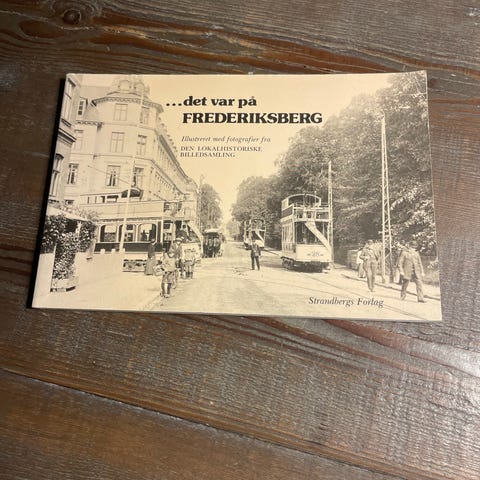 ...det var på
FREDERIKSBERG
Illustreret med fotografier fra
DEN LOKALHISTORISKE
BILLEDSAMLING
Strandbergs Forlag